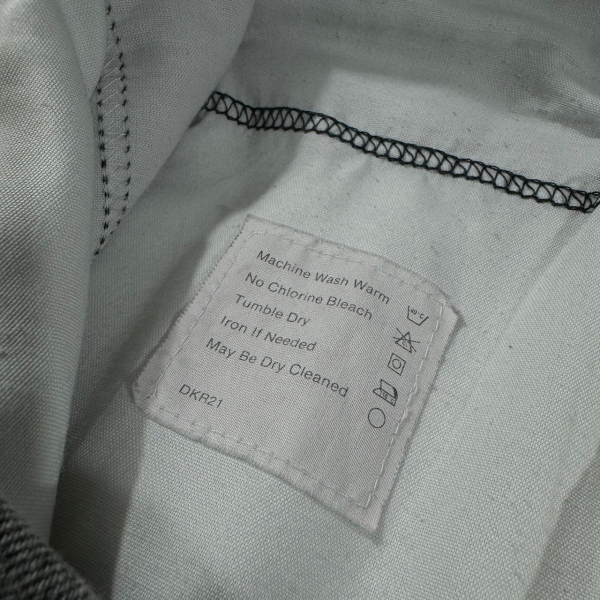 Machine Wash Warm
No Chlorine Bleach
Tumble Dry
Iron If Needed
May Be Dry Cleaned
DKR21